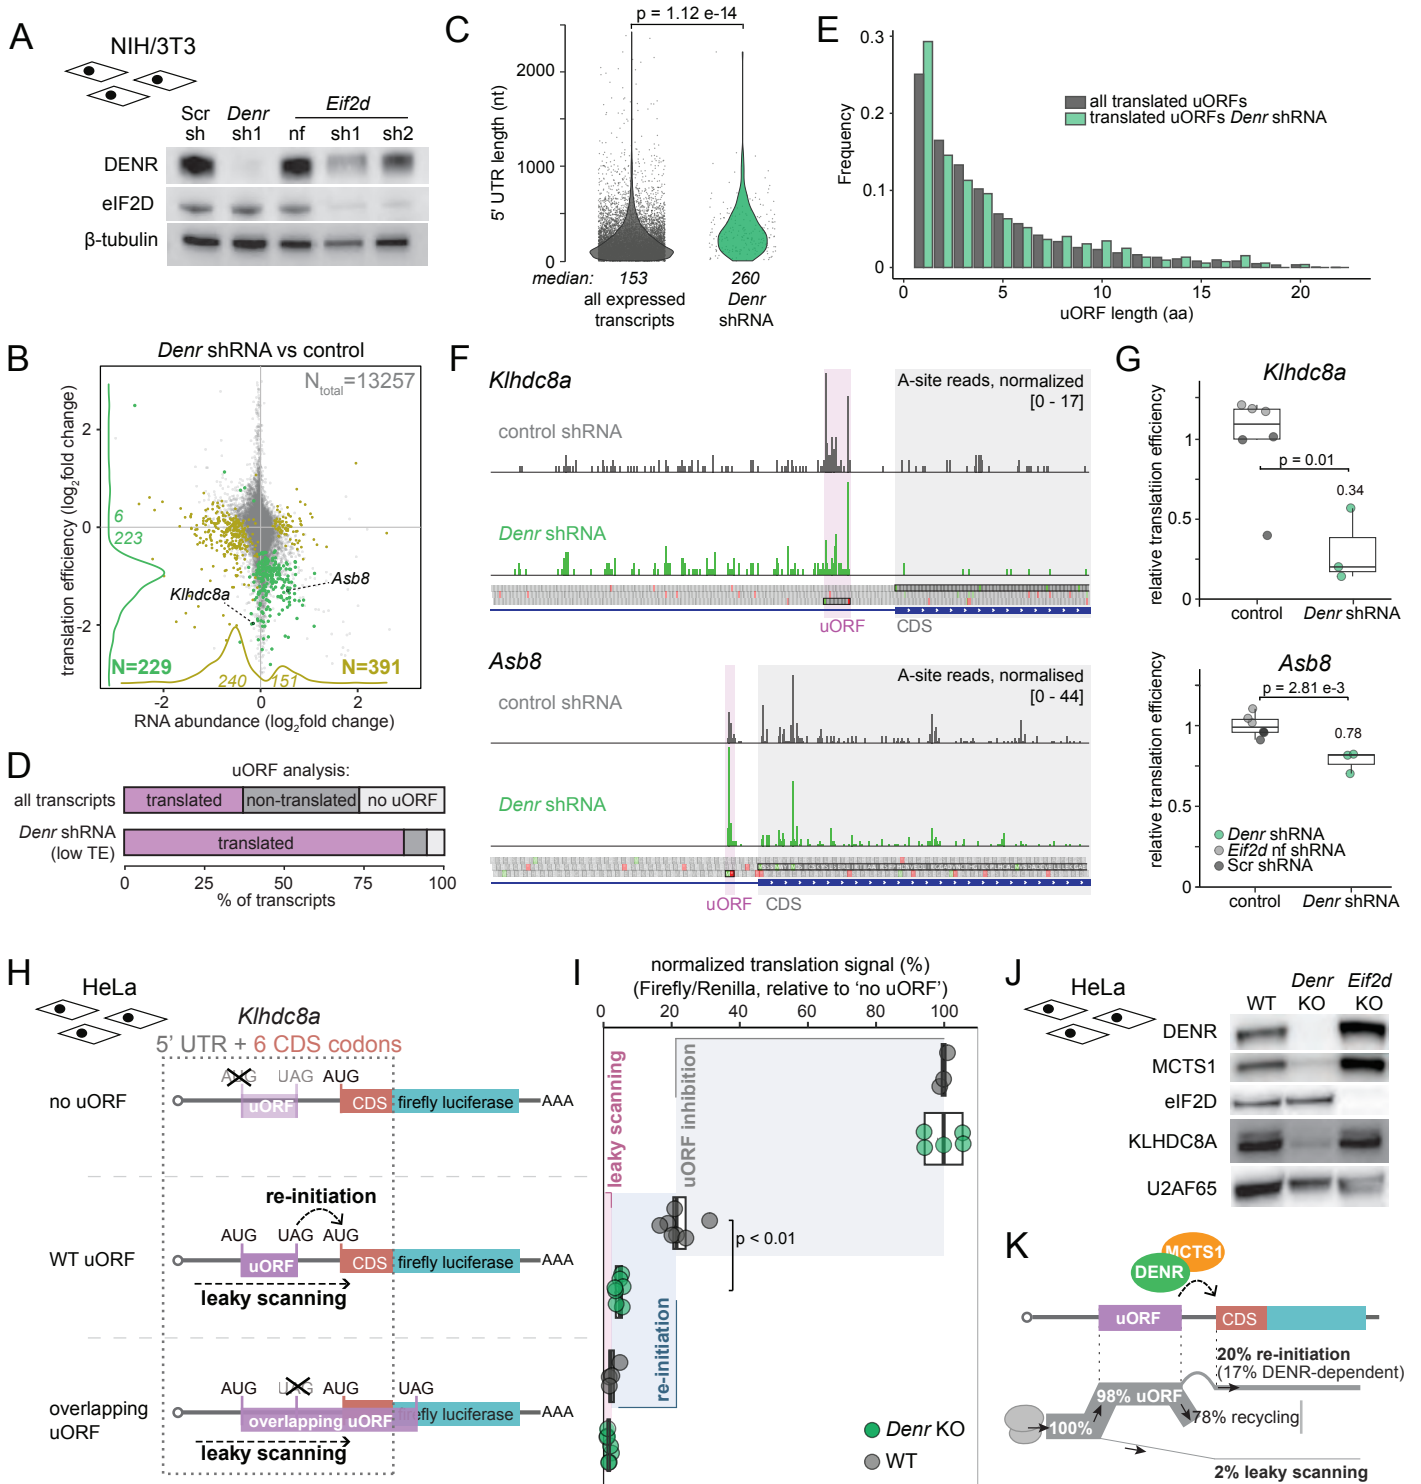 A
NIH/3T3
Scr sh
Denr sh1
Eif2d
nf
sh1
sh2
DENR
eIF2D
β-tubulin
B
Denr shRNA vs control
Ntotal=13257
translation efficiency (log2fold change)
2
0
-2
6
223
Klhdc8a
Asb8
N=229
N=391
240
151
-2
0
2
RNA abundance (log2fold change)
C
p = 1.12 e-14
5' UTR length (nt)
2000
1000
0
median:
153
260
all expressed transcripts
Denr shRNA
D
uORF analysis:
all transcripts
translated
non-translated
no uORF
Denr shRNA (low TE)
translated
0
25
50
75
100
% of transcripts
E
Frequency
0.3
0.2
0.1
0
all translated uORFs
translated uORFs Denr shRNA
0
5
10
15
20
uORF length (aa)
F
Klhdc8a
A-site reads, normalized
[0 - 17]
control shRNA
Denr shRNA
uORF
CDS
Asb8
A-site reads, normalised
[0 - 44]
control shRNA
Denr shRNA
uORF
CDS
G
Klhdc8a
relative translation efficiency
1
0.5
0
p = 0.01
0.34
control
Denr shRNA
Asb8
relative translation efficiency
p = 2.81 e-3
1
0.5
0
0.78
Denr shRNA
Eif2d nf shRNA
Scr shRNA
control
Denr shRNA
H
HeLa
Klhdc8a
5' UTR + 6 CDS codons
no uORF
AUG
UAG
AUG
uORF
CDS
firefly luciferase
AAA
re-initiation
WT uORF
AUG
UAG
AUG
uORF
CDS
firefly luciferase
AAA
leaky scanning
AUG
UAG
AUG
UAG
overlapping uORF
overlapping uORF
firefly luciferase
AAA
leaky scanning
I
normalized translation signal (%)
(Firefly/Renilla, relative to 'no uORF')
0
20
40
60
80
100
leaky scanning
uORF inhibition
p < 0.01
re-initiation
Denr KO
WT
J
HeLa
WT
Denr KO
Eif2d KO
DENR
MCTS1
eIF2D
KLHDC8A
U2AF65
K
MCTS1
DENR
uORF
CDS
20% re-initiation
(17% DENR-dependent)
98% uORF
100%
78% recycling
2% leaky scanning